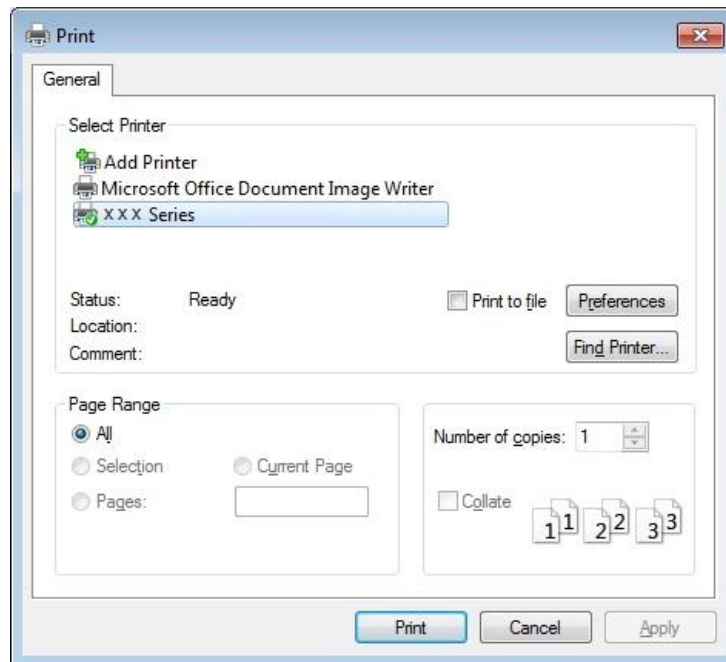 Print
General
Select Printer
Add Printer
Microsoft Office Document Image Writer
X X X Series
Status: Ready
Location:
Comment:
Print to file
Preferences
Find Printer...
Page Range
All
Selection
Current Page
Pages:
Number of copies: 1
Collate
1 1 2 2 3 3
Print Cancel Apply